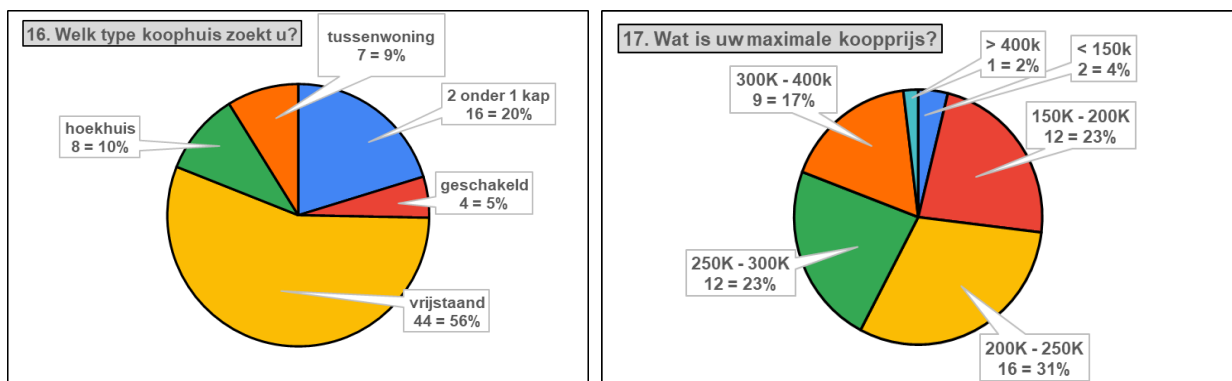 16. Welk type koophuis zoekt u?
tussenwoning
7 = 9%
2 onder 1 kap
16 = 20%
hoekhuis
8 = 10%
geschakeld
4 = 5%
vrijstaand
44 = 56%
17. Wat is uw maximale koopprijs?
> 400k
1 = 2%
< 150k
2 = 4%
300K - 400k
9 = 17%
150K - 200K
12 = 23%
250K - 300K
12 = 23%
200K - 250K
16 = 31%